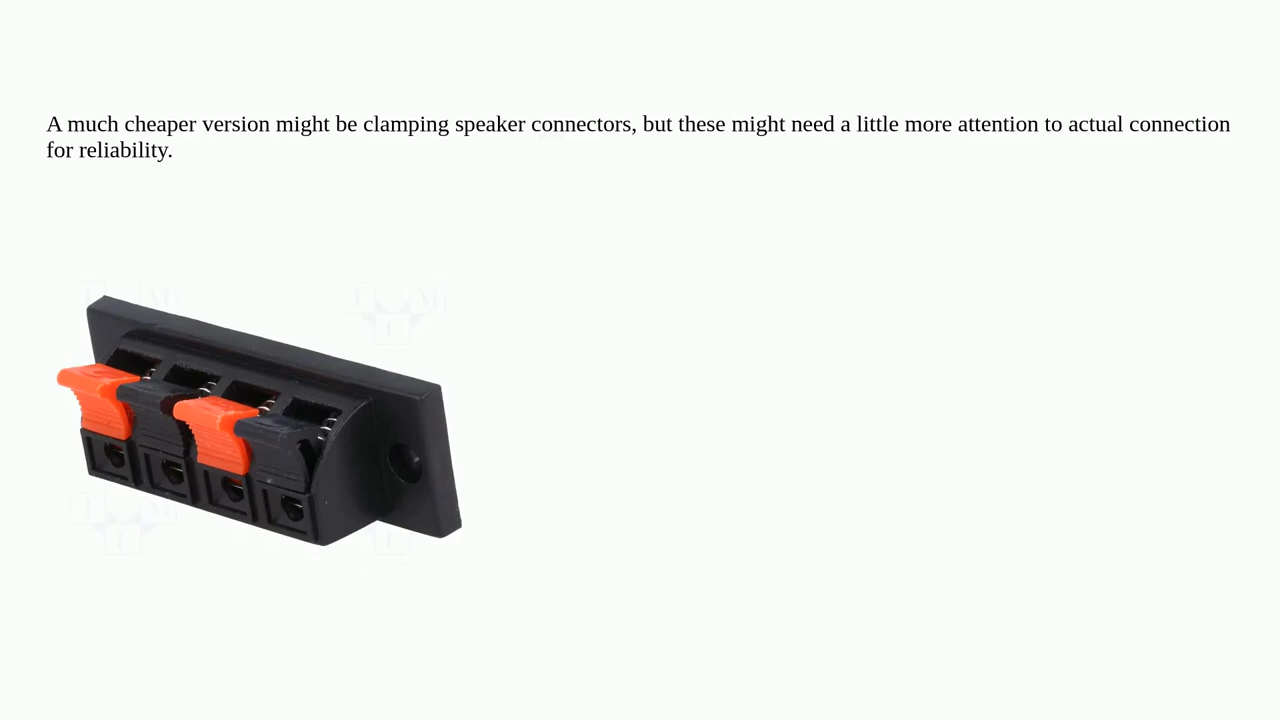 A much cheaper version might be clamping speaker connectors, but these might need a little more attention to actual connection
for reliability.